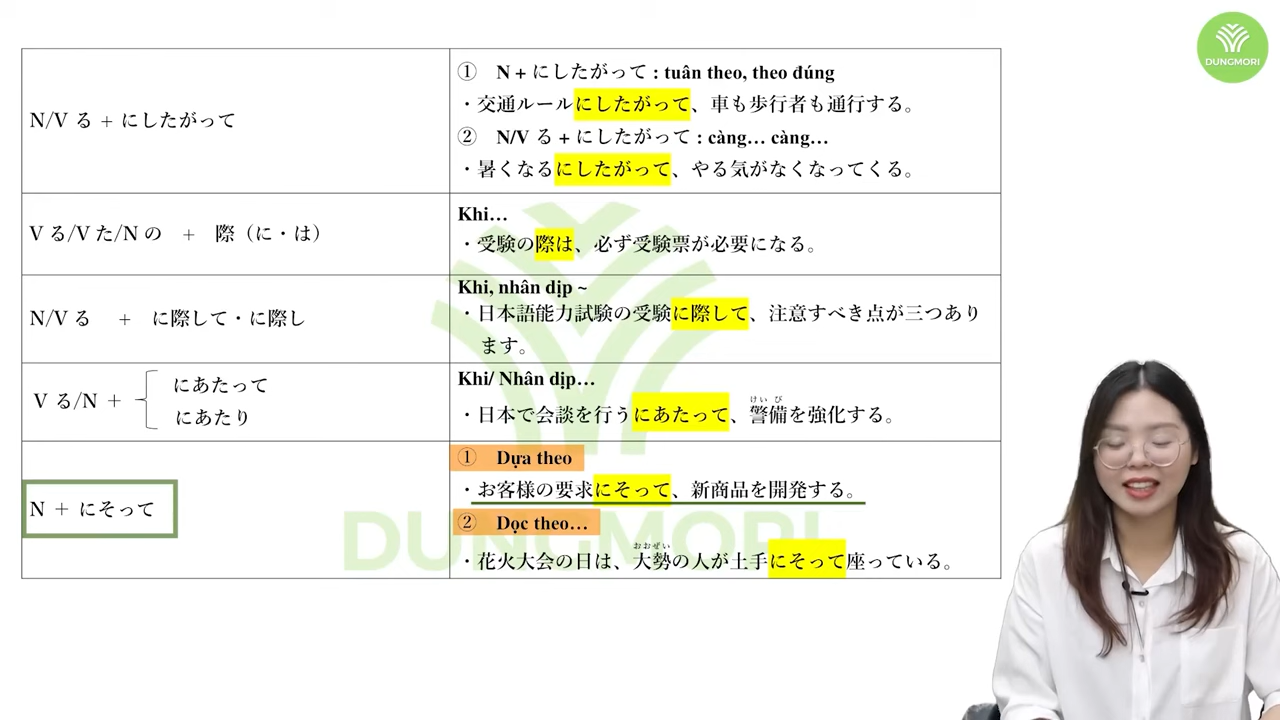 DUNGMORI
N/V る + にしたがって
① N + にしたがって : tuân theo, theo đúng
・交通ルールにしたがって、車も歩行者も通行する。
② N/V る + にしたがって : càng… càng…
・暑くなるにしたがって、やる気がなくなってくる。
V る/V た/N の + 際（に・は）
Khi…
・受験の際は、必ず受験票が必要になる。
N/V る + に際して・に際し
Khi, nhân dịp ~
・日本語能力試験の受験に際して、注意すべき点が三つあり
ます。
V る/N +
にあたって
にあたり
Khi/ Nhân dịp…
けい び
・日本で会談を行うにあたって、警備を強化する。
N + にそって
① Dựa theo
・お客様の要求にそって、新商品を開発する。
② Dọc theo…
おおぜい
・花火大会の日は、大勢の人が土手にそって座っている。
DUNGMORI